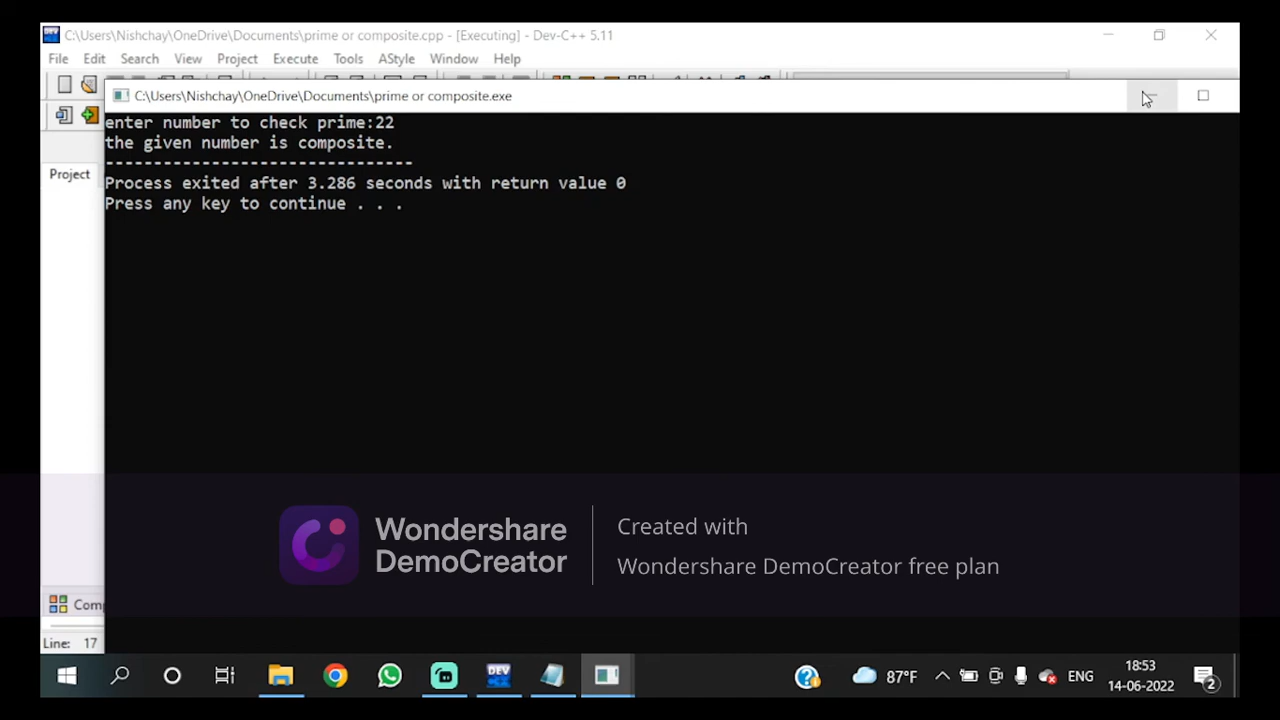 C:\Users\Nishchay\OneDrive\Documents\prime or composite.cpp - [Executing] - Dev-C++ 5.11
File Edit Search View Project Execute Tools AStyle Window Help
C:\Users\Nishchay\OneDrive\Documents\prime or composite.exe
enter number to check prime:22
the given number is composite.
--------------------------------
Process exited after 3.286 seconds with return value 0
Press any key to continue . . .
Project
Wondershare
DemoCreator
Created with
Wondershare DemoCreator free plan
Comp
Line: 17
DEV
87°F
ENG
18:53
14-06-2022
2